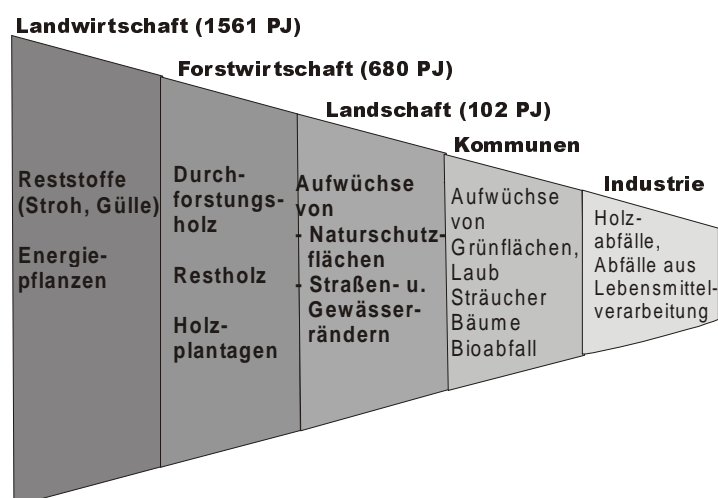 Landwirtschaft (1561 PJ)
Forstwirtschaft (680 PJ)
Landschaft (102 PJ)
Kommunen
Industrie
Reststoffe
(Stroh, Gülle)
Energie-
pflanzen
Durch-
forstungs-
holz
Restholz
Holz-
plantagen
Aufwüchse
von
- Naturschutz-
flächen
- Straßen- u.
Gewässer-
rändern
Aufwüchse
von
Grünflächen,
Laub
Sträucher
Bäume
Bioabfall
Holz-
abfälle,
Abfälle aus
Lebensmittel-
verarbeitung